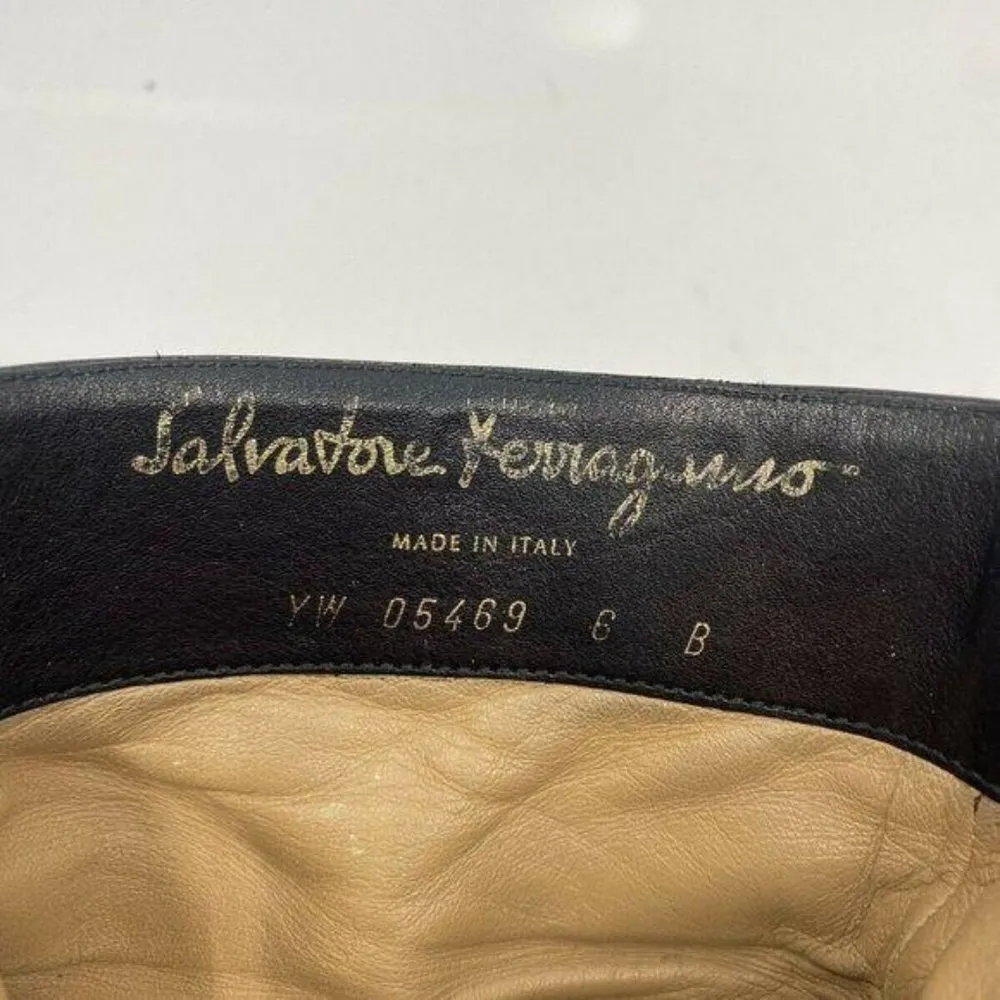 Salvatore Ferragamo
MADE IN ITALY
YW 05469 6 B